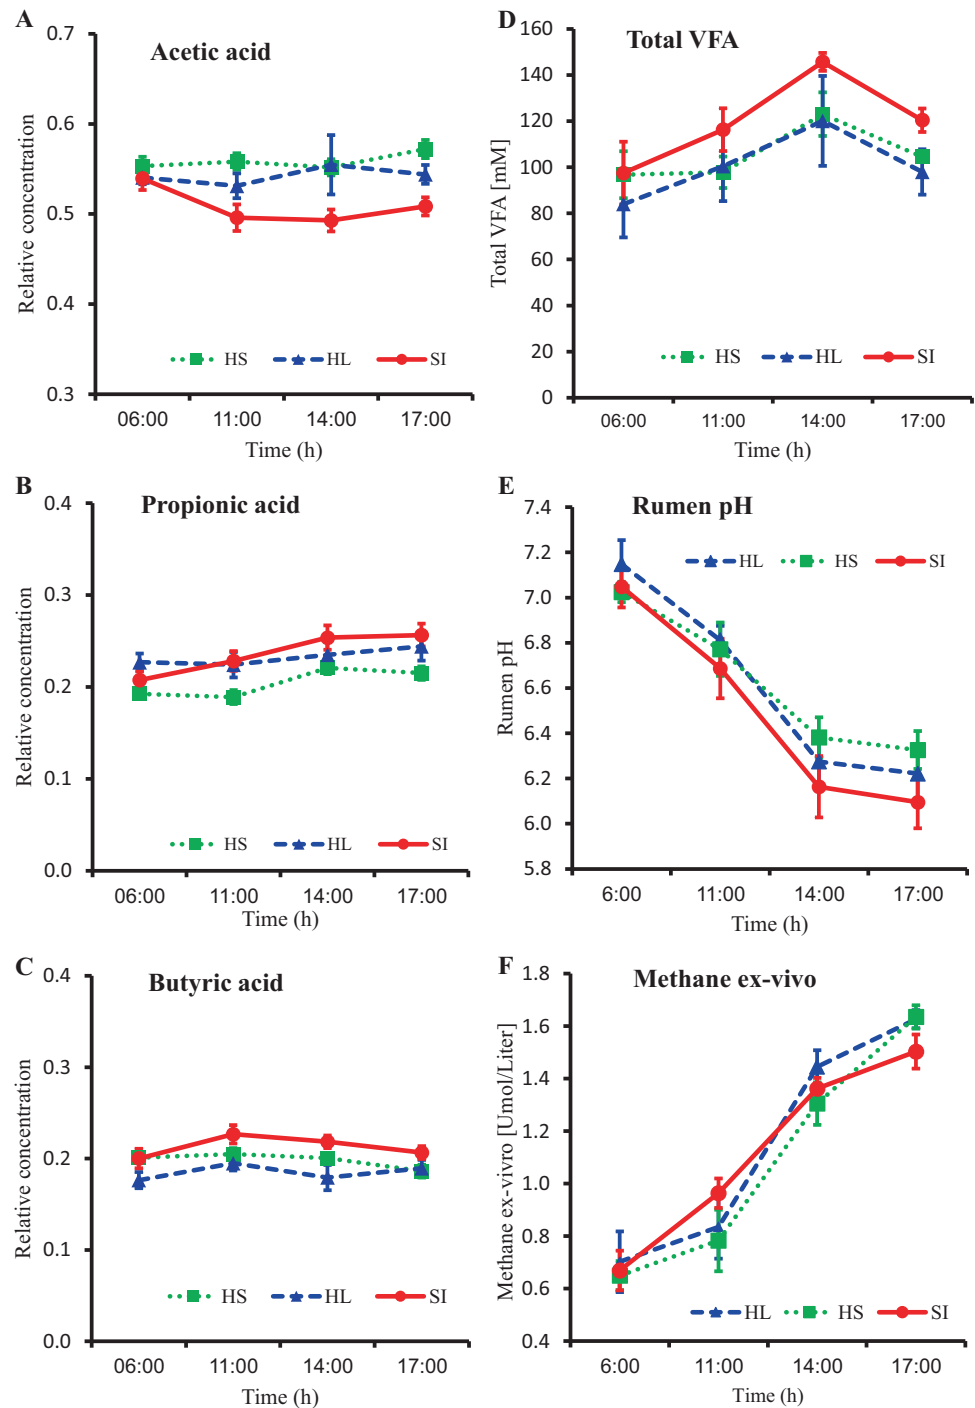 A
Acetic acid
0.7
0.6
0.5
0.4
0.3
Relative concentration
HS HL SI
06:00 11:00 14:00 17:00
Time (h)
B
Propionic acid
0.4
0.3
0.2
0.1
0.0
Relative concentration
HS HL SI
06:00 11:00 14:00 17:00
Time (h)
C
Butyric acid
0.4
0.3
0.2
0.1
0.0
Relative concentration
HS HL SI
06:00 11:00 14:00 17:00
Time (h)
D
Total VFA
160
140
120
100
80
60
40
20
0
Total VFA [mM]
HS HL SI
06:00 11:00 14:00 17:00
Time (h)
E
Rumen pH
7.4
7.2
7.0
6.8
6.6
6.4
6.2
6.0
5.8
Rumen pH
HL HS SI
6:00 11:00 14:00 17:00
Time (h)
F
Methane ex-vivo
1.8
1.6
1.4
1.2
1.0
0.8
0.6
0.4
Methane ex-vivro [Umol/Liter]
HL HS SI
6:00 11:00 14:00 17:00
Time (h)